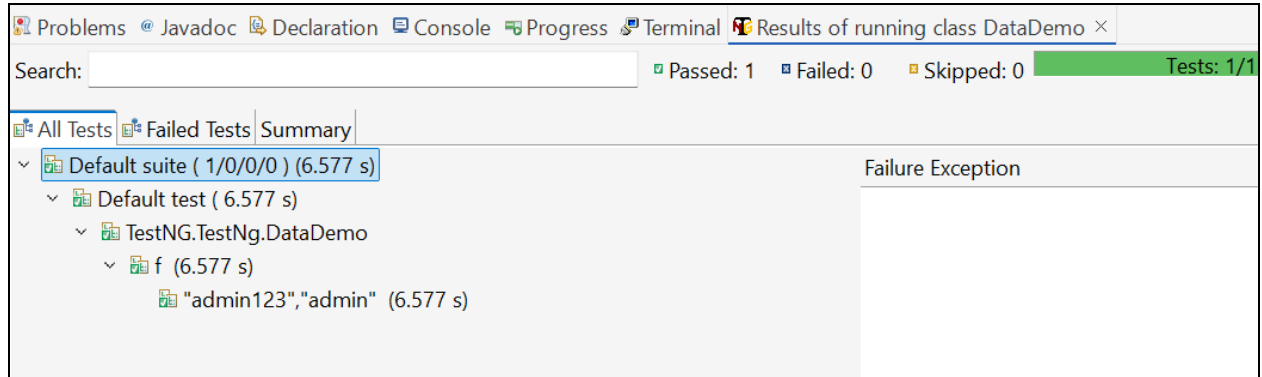 Problems @ Javadoc Declaration Console Progress Terminal Results of running class DataDemo ×
Search: Passed: 1 Failed: 0 Skipped: 0 Tests: 1/1
All Tests Failed Tests Summary
Default suite ( 1/0/0/0 ) (6.577 s) Failure Exception
Default test ( 6.577 s)
TestNG.TestNg.DataDemo
f (6.577 s)
"admin123","admin" (6.577 s)